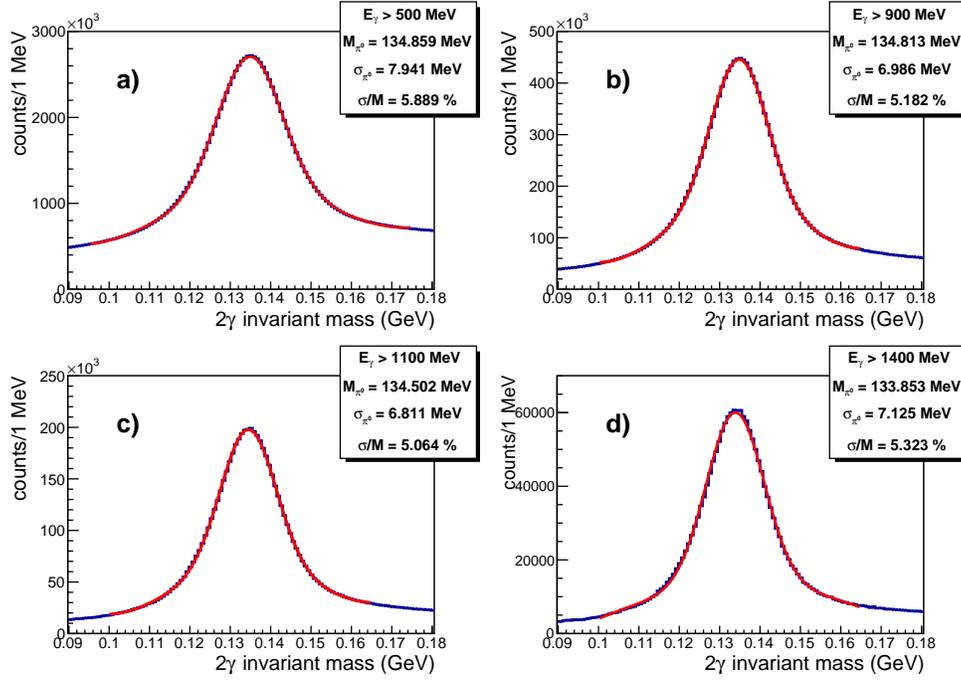 ×10³
E_γ > 500 MeV
M_π⁰ = 134.859 MeV
σ_π⁰ = 7.941 MeV
σ/M = 5.889 %
a)
counts/1 MeV
3000
2000
1000
0
0.09 0.1 0.11 0.12 0.13 0.14 0.15 0.16 0.17 0.18
2γ invariant mass (GeV)
×10³
E_γ > 900 MeV
M_π⁰ = 134.813 MeV
σ_π⁰ = 6.986 MeV
σ/M = 5.182 %
b)
counts/1 MeV
500
400
300
200
100
0
0.09 0.1 0.11 0.12 0.13 0.14 0.15 0.16 0.17 0.18
2γ invariant mass (GeV)
×10³
E_γ > 1100 MeV
M_π⁰ = 134.502 MeV
σ_π⁰ = 6.811 MeV
σ/M = 5.064 %
c)
counts/1 MeV
250
200
150
100
50
0
0.09 0.1 0.11 0.12 0.13 0.14 0.15 0.16 0.17 0.18
2γ invariant mass (GeV)
E_γ > 1400 MeV
M_π⁰ = 133.853 MeV
σ_π⁰ = 7.125 MeV
σ/M = 5.323 %
d)
counts/1 MeV
60000
40000
20000
0
0.09 0.1 0.11 0.12 0.13 0.14 0.15 0.16 0.17 0.18
2γ invariant mass (GeV)